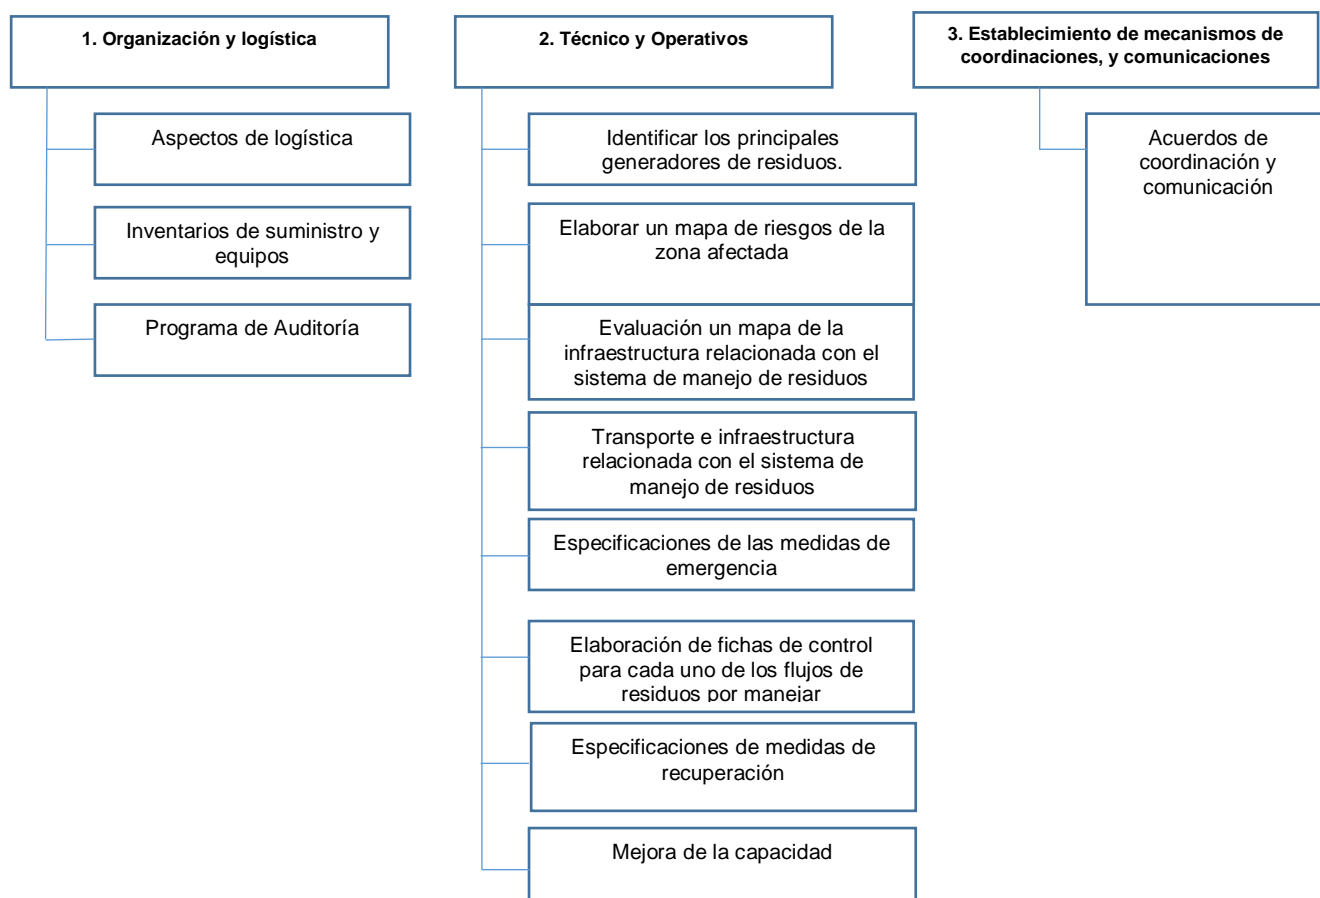 1. Organización y logística
Aspectos de logística
Inventarios de suministro y
equipos
Programa de Auditoría
2. Técnico y Operativos
Identificar los principales
generadores de residuos.
Elaborar un mapa de riesgos de la
zona afectada
Evaluación un mapa de la
infraestructura relacionada con el
sistema de manejo de residuos
Transporte e infraestructura
relacionada con el sistema de
manejo de residuos
Especificaciones de las medidas de
emergencia
Elaboración de fichas de control
para cada uno de los flujos de
residuos por manejar
Especificaciones de medidas de
recuperación
Mejora de la capacidad
3. Establecimiento de mecanismos de
coordinaciones, y comunicaciones
Acuerdos de
coordinación y
comunicación